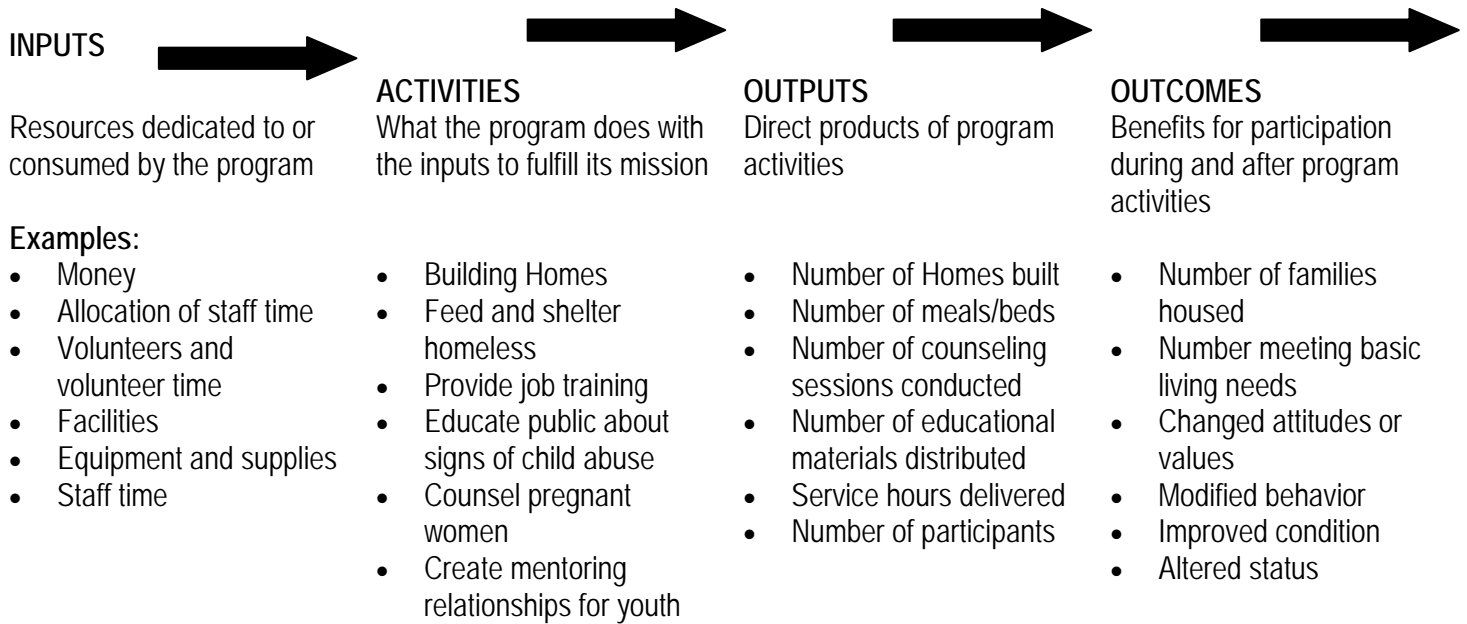 INPUTS
Resources dedicated to or
consumed by the program
Examples:
• Money
• Allocation of staff time
• Volunteers and
volunteer time
• Facilities
• Equipment and supplies
• Staff time
ACTIVITIES
What the program does with
the inputs to fulfill its mission
• Building Homes
• Feed and shelter
homeless
• Provide job training
• Educate public about
signs of child abuse
• Counsel pregnant
women
• Create mentoring
relationships for youth
OUTPUTS
Direct products of program
activities
• Number of Homes built
• Number of meals/beds
• Number of counseling
sessions conducted
• Number of educational
materials distributed
• Service hours delivered
• Number of participants
OUTCOMES
Benefits for participation
during and after program
activities
• Number of families
housed
• Number meeting basic
living needs
• Changed attitudes or
values
• Modified behavior
• Improved condition
• Altered status